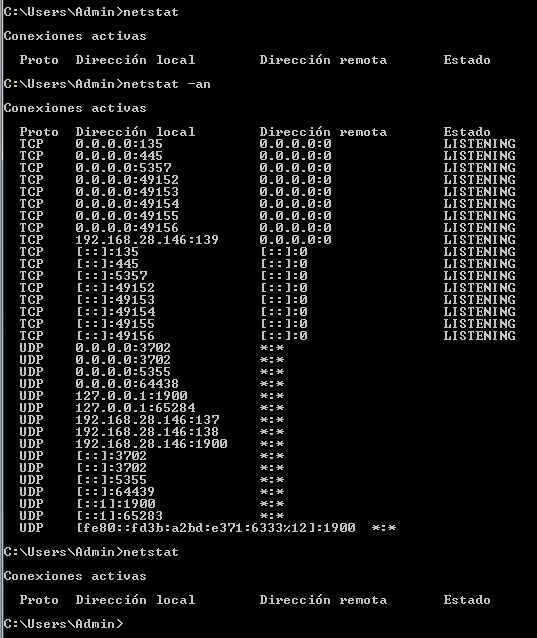 C:\Users\Admin>netstat
Conexiones activas
Proto  Dirección local          Dirección remota        Estado
C:\Users\Admin>netstat -an
Conexiones activas
Proto  Dirección local          Dirección remota        Estado
TCP    0.0.0.0:135            0.0.0.0:0              LISTENING
TCP    0.0.0.0:445            0.0.0.0:0              LISTENING
TCP    0.0.0.0:5357           0.0.0.0:0              LISTENING
TCP    0.0.0.0:49152          0.0.0.0:0              LISTENING
TCP    0.0.0.0:49153          0.0.0.0:0              LISTENING
TCP    0.0.0.0:49154          0.0.0.0:0              LISTENING
TCP    0.0.0.0:49155          0.0.0.0:0              LISTENING
TCP    0.0.0.0:49156          0.0.0.0:0              LISTENING
TCP    192.168.28.146:139     0.0.0.0:0              LISTENING
TCP    [::]:135               [::]:0                 LISTENING
TCP    [::]:445               [::]:0                 LISTENING
TCP    [::]:5357              [::]:0                 LISTENING
TCP    [::]:49152             [::]:0                 LISTENING
TCP    [::]:49153             [::]:0                 LISTENING
TCP    [::]:49154             [::]:0                 LISTENING
TCP    [::]:49155             [::]:0                 LISTENING
TCP    [::]:49156             [::]:0                 LISTENING
UDP    0.0.0.0:3702           *:*
UDP    0.0.0.0:3702           *:*
UDP    0.0.0.0:5355           *:*
UDP    0.0.0.0:64438          *:*
UDP    127.0.0.1:1900         *:*
UDP    127.0.0.1:65284        *:*
UDP    192.168.28.146:137     *:*
UDP    192.168.28.146:138     *:*
UDP    192.168.28.146:1900    *:*
UDP    [::]:3702              *:*
UDP    [::]:3702              *:*
UDP    [::]:5355              *:*
UDP    [::]:64439             *:*
UDP    [::1]:1900             *:*
UDP    [::1]:65283            *:*
UDP    [fe80::fd3b:a2bd:e371:6333%12]:1900  *:*
C:\Users\Admin>netstat
Conexiones activas
Proto  Dirección local          Dirección remota        Estado
C:\Users\Admin>